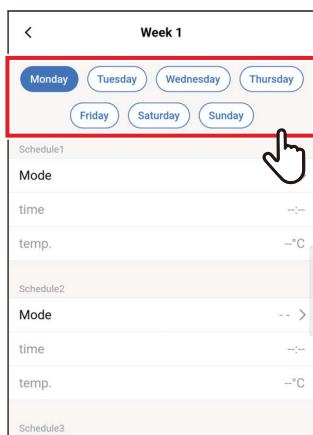 Week 1
Monday Tuesday Wednesday Thursday
Friday Saturday Sunday
Schedule1
Mode
time --:--
temp. --°C
Schedule2
Mode -- >
time --:--
temp. --°C
Schedule3